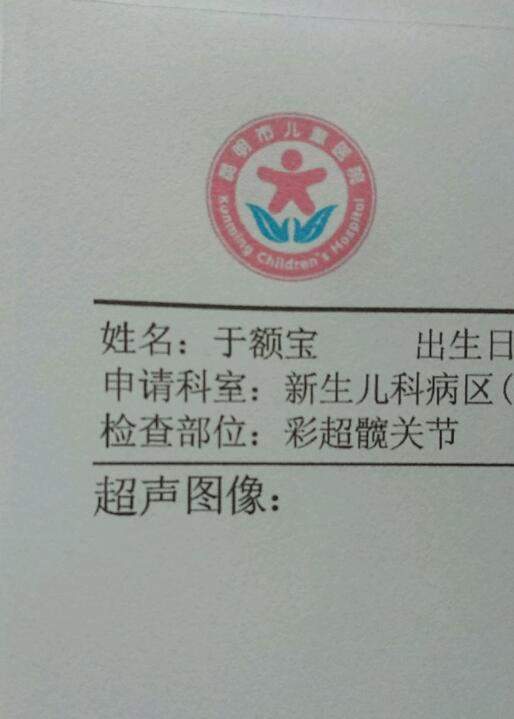 昆明市儿童医院
Kunming Children's Hospital
姓名：于额宝 出生日
申请科室：新生儿科病区(
检查部位：彩超髋关节
超声图像：